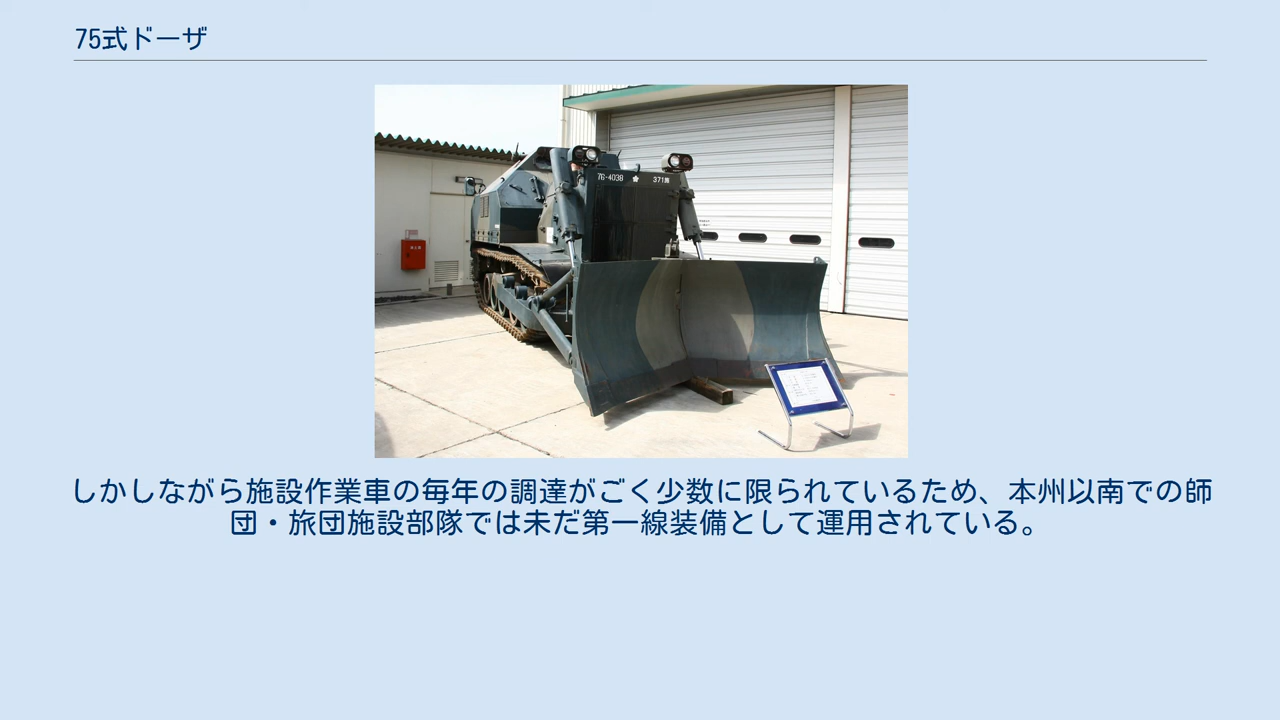 75式ドーザ
76-4038 371施
しかしながら施設作業車の毎年の調達がごく少数に限られているため、本州以南での師
団・旅団施設部隊では未だ第一線装備として運用されている。